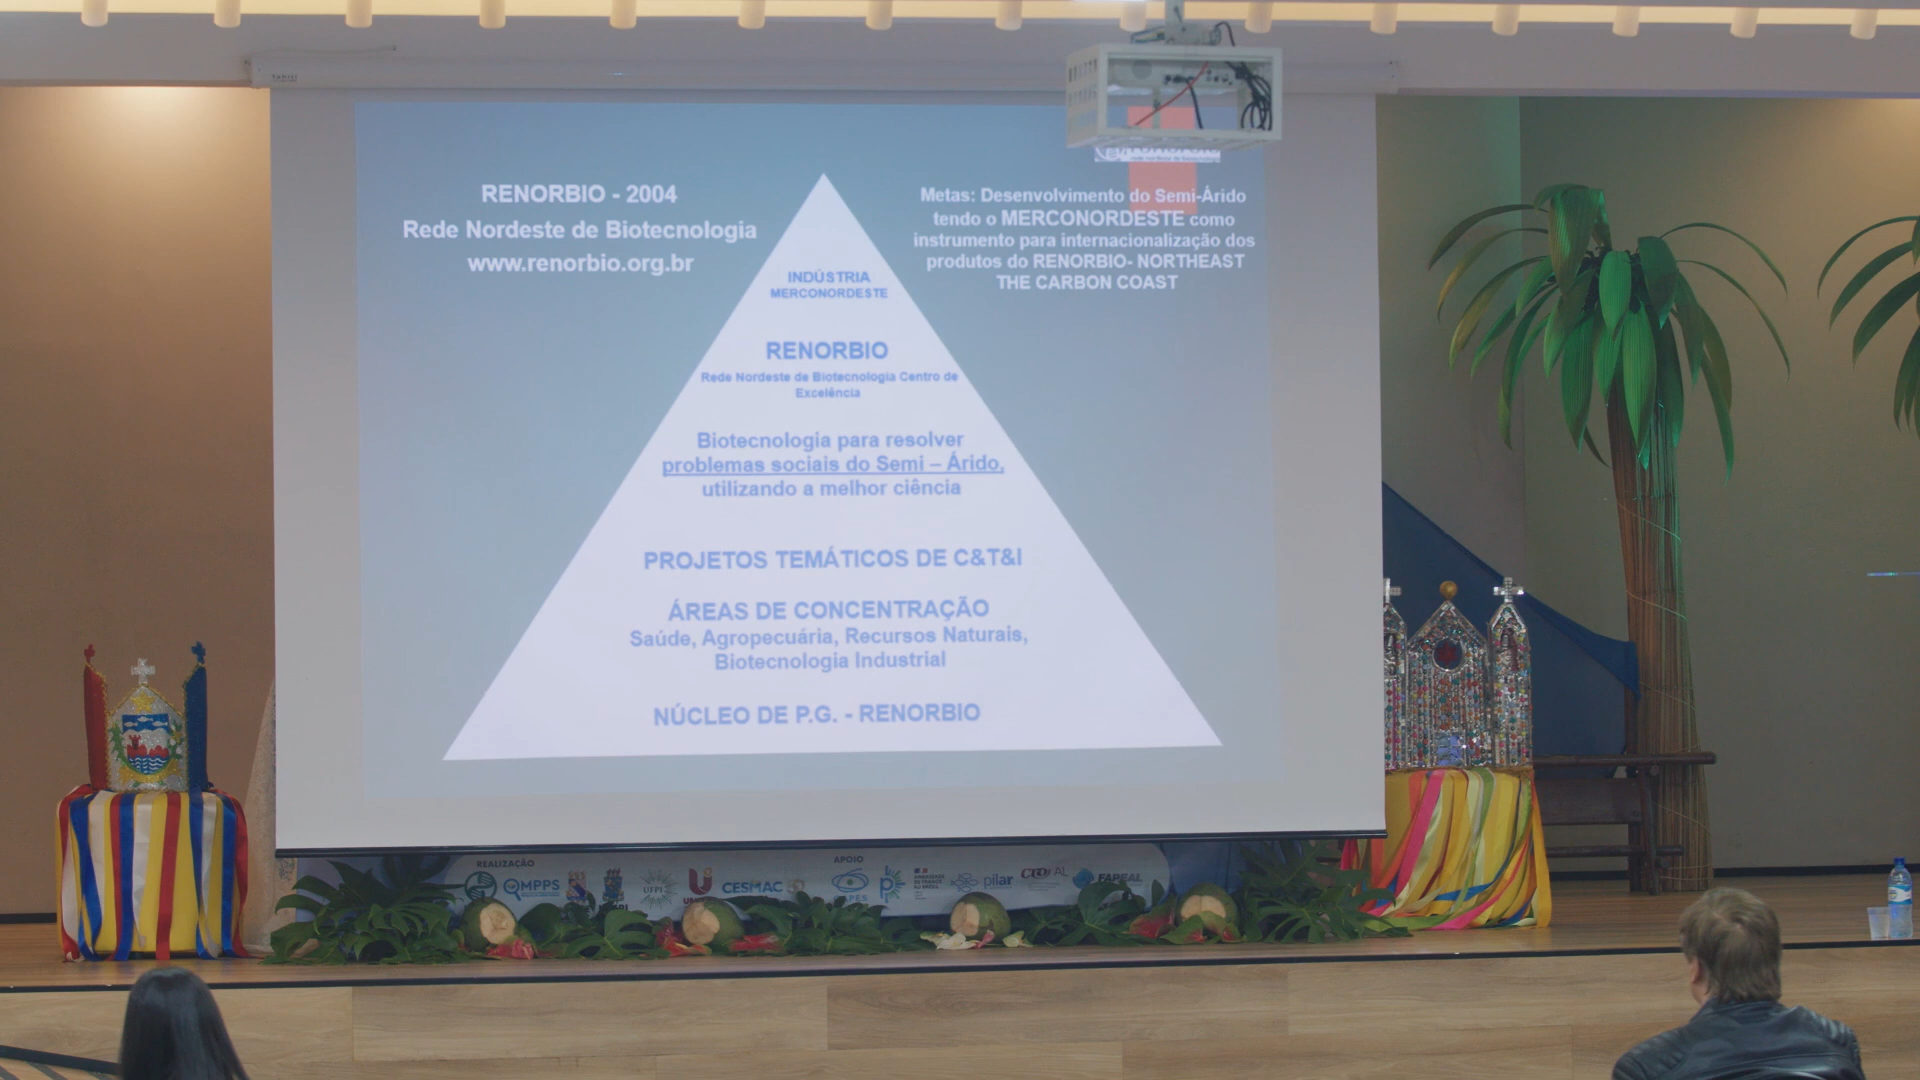 RENORBIO - 2004
Rede Nordeste de Biotecnologia
www.renorbio.org.br
Metas: Desenvolvimento do Semi-Árido
tendo o MERCONORDESTE como
instrumento para internacionalização dos
produtos do RENORBIO- NORTHEAST
THE CARBON COAST
INDÚSTRIA
MERCONORDESTE
RENORBIO
Rede Nordeste de Biotecnologia Centro de
Excelência
Biotecnologia para resolver
problemas sociais do Semi – Árido,
utilizando a melhor ciência
PROJETOS TEMÁTICOS DE C&T&I
ÁREAS DE CONCENTRAÇÃO
Saúde, Agropecuária, Recursos Naturais,
Biotecnologia Industrial
NÚCLEO DE P.G. - RENORBIO
REALIZAÇÃO
MPPS
UFPI
CESMAC
APOIO
pilar
FAPEAL